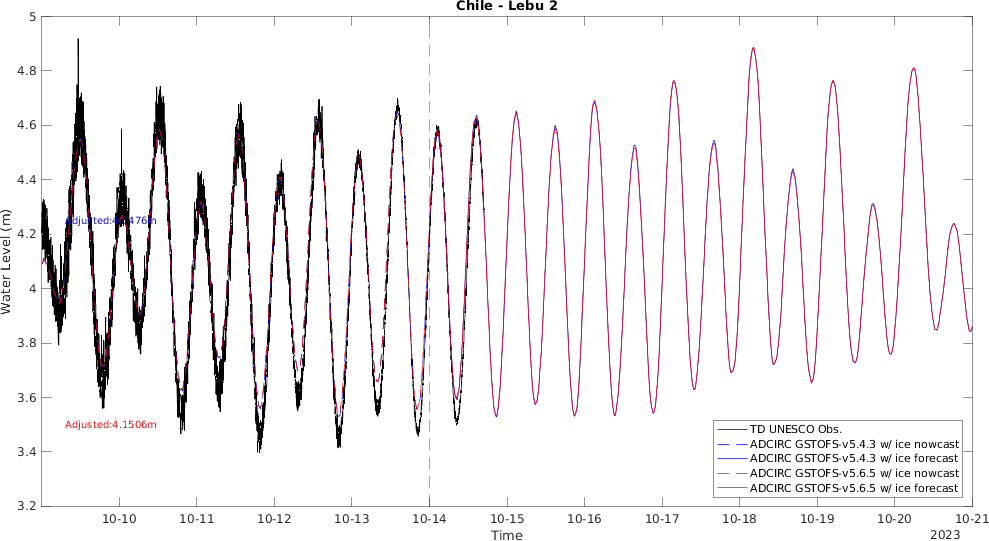 Chile - Lebu 2
5
4.8
4.6
4.4
4.2
4
3.8
3.6
3.4
3.2
Water Level (m)
Adjusted:4.1506m
TD UNESCO Obs.
ADCIRC GSTOFS-v5.4.3 w/ ice nowcast
ADCIRC GSTOFS-v5.4.3 w/ ice forecast
ADCIRC GSTOFS-v5.6.5 w/ ice nowcast
ADCIRC GSTOFS-v5.6.5 w/ ice forecast
10-10 10-11 10-12 10-13 10-14 10-15 10-16 10-17 10-18 10-19 10-20 10-21
Time
2023